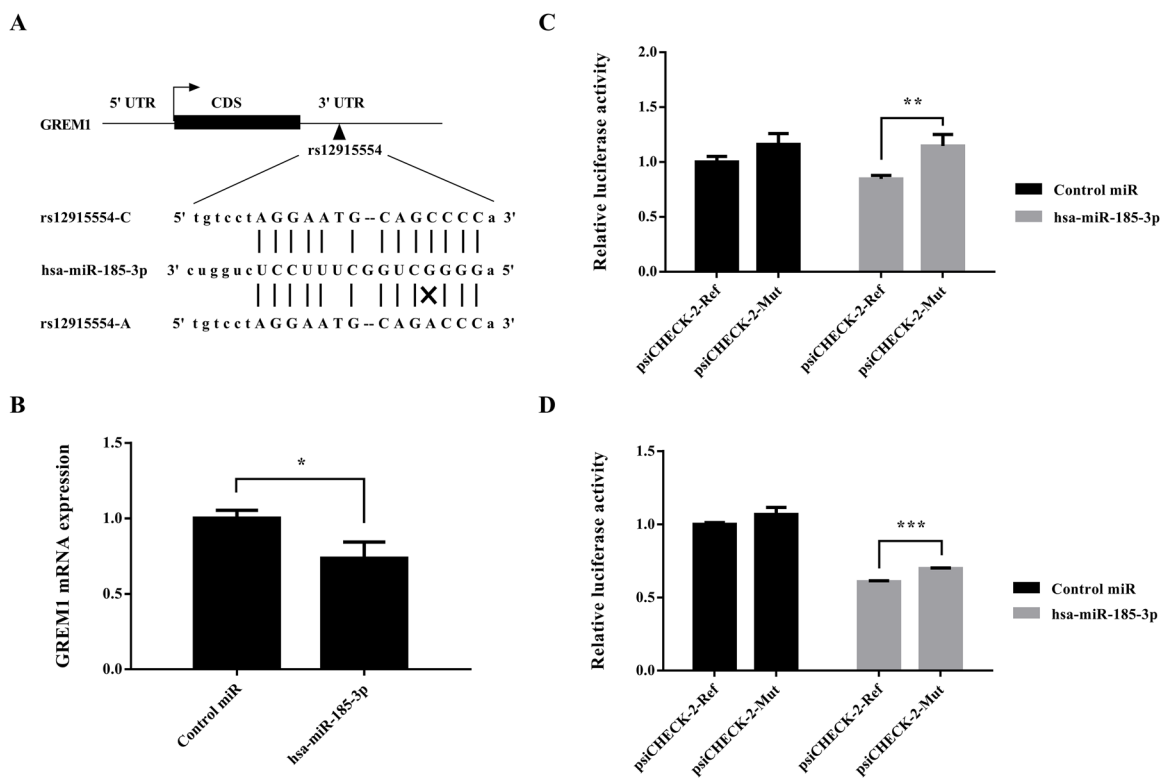 A
5' UTR CDS 3' UTR
GREM1
rs12915554
rs12915554-C 5' t g t c c t A G G A A T G -- C A G C C C C a 3'
hsa-miR-185-3p 3' c u g g u c U C C U U U C G G U C G G G G a 5'
rs12915554-A 5' t g t c c t A G G A A T G -- C A G A C C C a 3'
B
GREM1 mRNA expression
1.5
1.0
0.5
0.0
*
Control miR
hsa-miR-185-3p
C
Relative luciferase activity
2.0
1.5
1.0
0.5
0.0
**
psiCHECK-2-Ref
psiCHECK-2-Mut
psiCHECK-2-Ref
psiCHECK-2-Mut
Control miR
hsa-miR-185-3p
D
Relative luciferase activity
1.5
1.0
0.5
0.0
***
psiCHECK-2-Ref
psiCHECK-2-Mut
psiCHECK-2-Ref
psiCHECK-2-Mut
Control miR
hsa-miR-185-3p